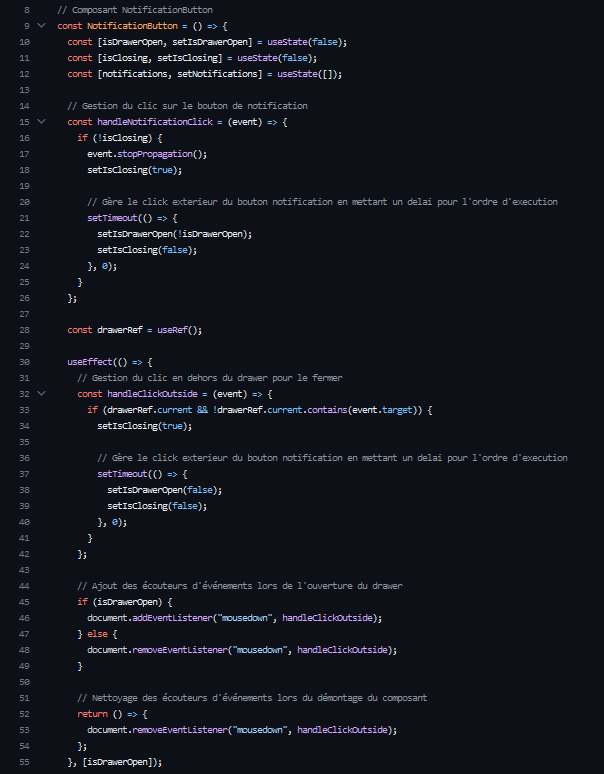 8 // Composant NotificationButton
9 const NotificationButton = () => {
10 const [isDrawerOpen, setIsDrawerOpen] = useState(false);
11 const [isClosing, setIsClosing] = useState(false);
12 const [notifications, setNotifications] = useState([]);
13
14 // Gestion du clic sur le bouton de notification
15 const handleNotificationClick = (event) => {
16 if (!isClosing) {
17 event.stopPropagation();
18 setIsClosing(true);
19
20 // Gère le click exterieur du bouton notification en mettant un delai pour l'ordre d'execution
21 setTimeout(() => {
22 setIsDrawerOpen(!isDrawerOpen);
23 setIsClosing(false);
24 }, 0);
25 }
26 };
27
28 const drawerRef = useRef();
29
30 useEffect(() => {
31 // Gestion du clic en dehors du drawer pour le fermer
32 const handleClickOutside = (event) => {
33 if (drawerRef.current && !drawerRef.current.contains(event.target)) {
34 setIsClosing(true);
35
36 // Gère le click exterieur du bouton notification en mettant un delai pour l'ordre d'execution
37 setTimeout(() => {
38 setIsDrawerOpen(false);
39 setIsClosing(false);
40 }, 0);
41 }
42 };
43
44 // Ajout des écouteurs d'événements lors de l'ouverture du drawer
45 if (isDrawerOpen) {
46 document.addEventListener("mousedown", handleClickOutside);
47 } else {
48 document.removeEventListener("mousedown", handleClickOutside);
49 }
50
51 // Nettoyage des écouteurs d'événements lors du démontage du composant
52 return () => {
53 document.removeEventListener("mousedown", handleClickOutside);
54 };
55 }, [isDrawerOpen]);